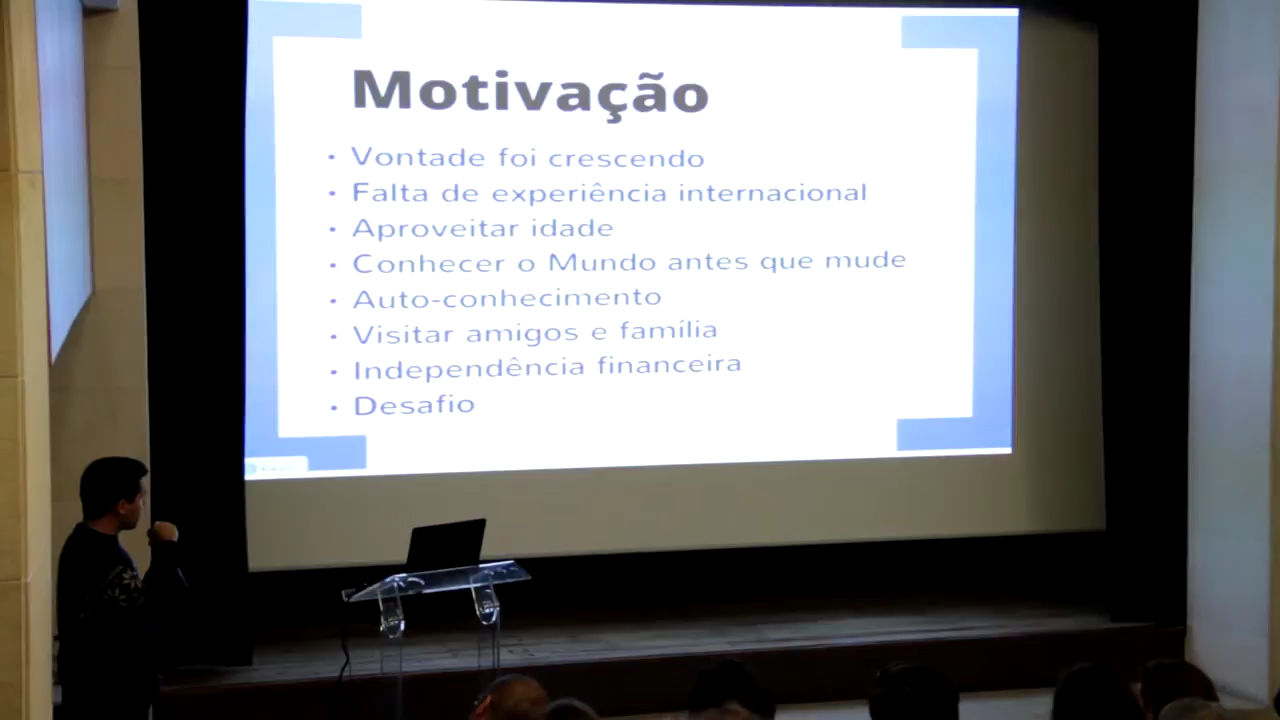 Motivação
• Vontade foi crescendo
• Falta de experiência internacional
• Aproveitar idade
• Conhecer o Mundo antes que mude
• Auto-conhecimento
• Visitar amigos e família
• Independência financeira
• Desafio